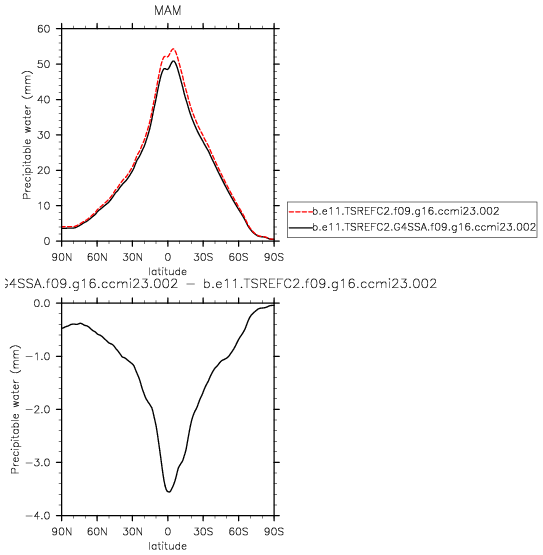 MAM
60
50
40
30
20
10
0
Precipitable water (mm)
90N 60N 30N 0 30S 60S 90S
latitude
b.e11.TSREFC2.f09.g16.ccmi23.002
b.e11.TSREFC2.G4SSA.f09.g16.ccmi23.002
G4SSA.f09.g16.ccmi23.002 − b.e11.TSREFC2.f09.g16.ccmi23.002
0.0
−1.0
−2.0
−3.0
−4.0
Precipitable water (mm)
90N 60N 30N 0 30S 60S 90S
latitude